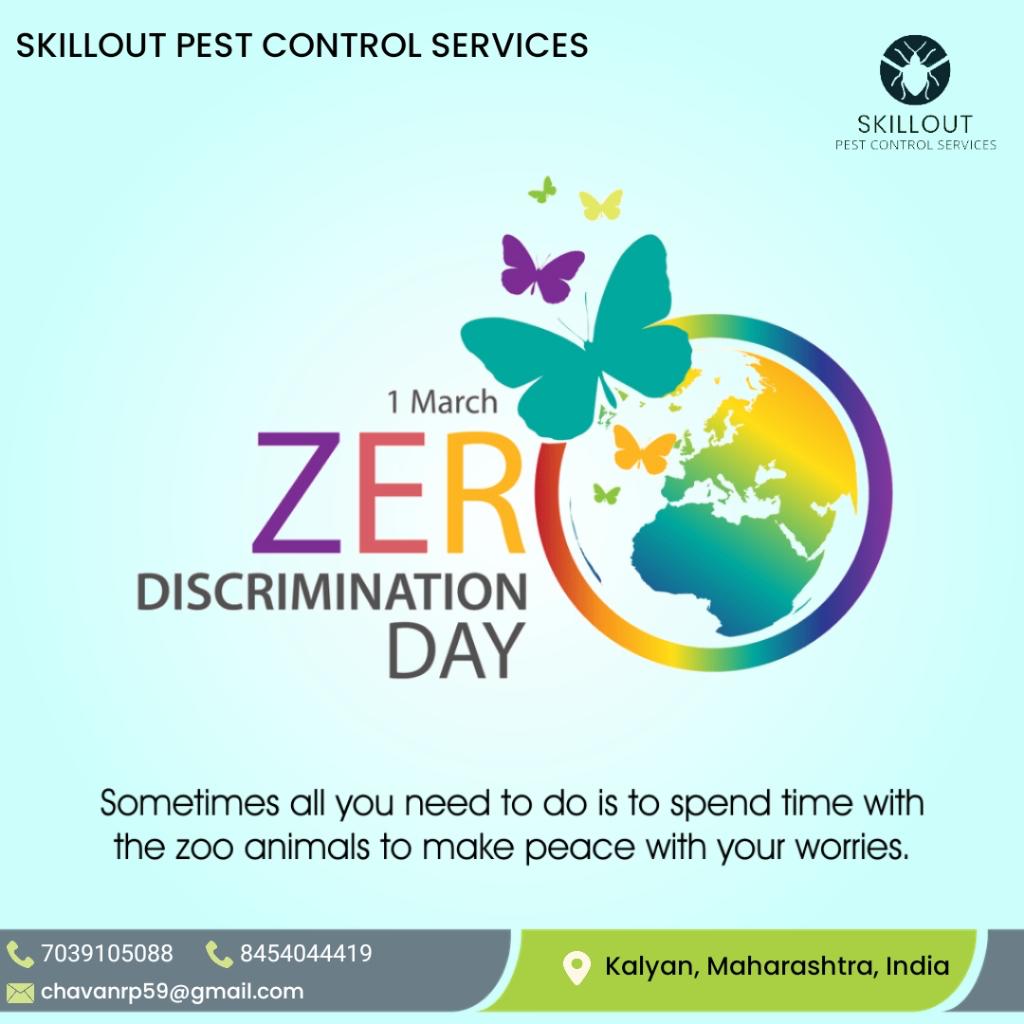 SKILLOUT PEST CONTROL SERVICES
SKILLOUT
PEST CONTROL SERVICES
1 March
ZER
DISCRIMINATION
DAY
Sometimes all you need to do is to spend time with
the zoo animals to make peace with your worries.
7039105088 8454044419
chavanrp59@gmail.com
Kalyan, Maharashtra, India